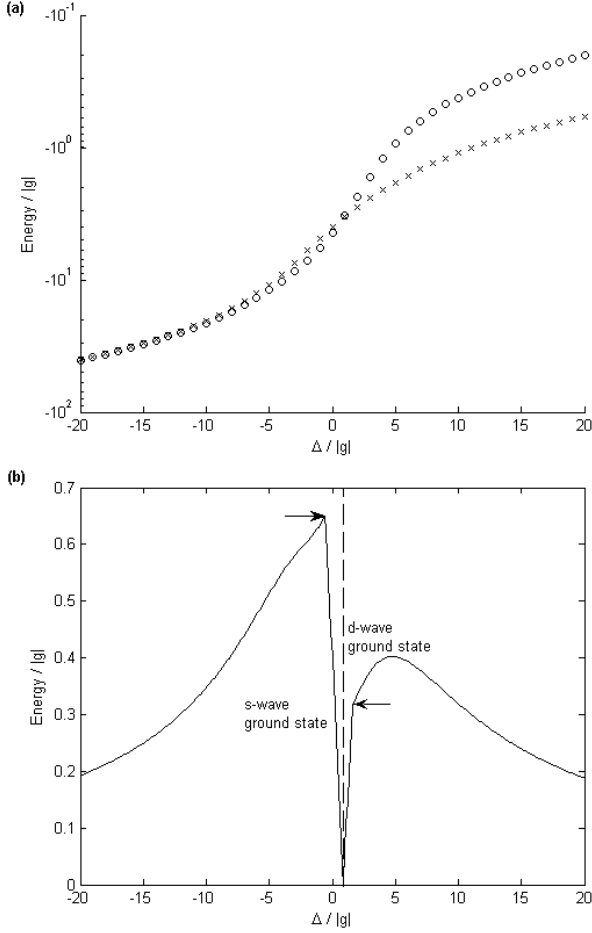 (a)
-10^-1
-10^0
-10^1
-10^2
Energy / |g|
-20 -15 -10 -5 0 5 10 15 20
Δ / |g|
(b)
0.7
0.6
0.5
0.4
0.3
0.2
0.1
0
Energy / |g|
d-wave
ground state
s-wave
ground state
-20 -15 -10 -5 0 5 10 15 20
Δ / |g|